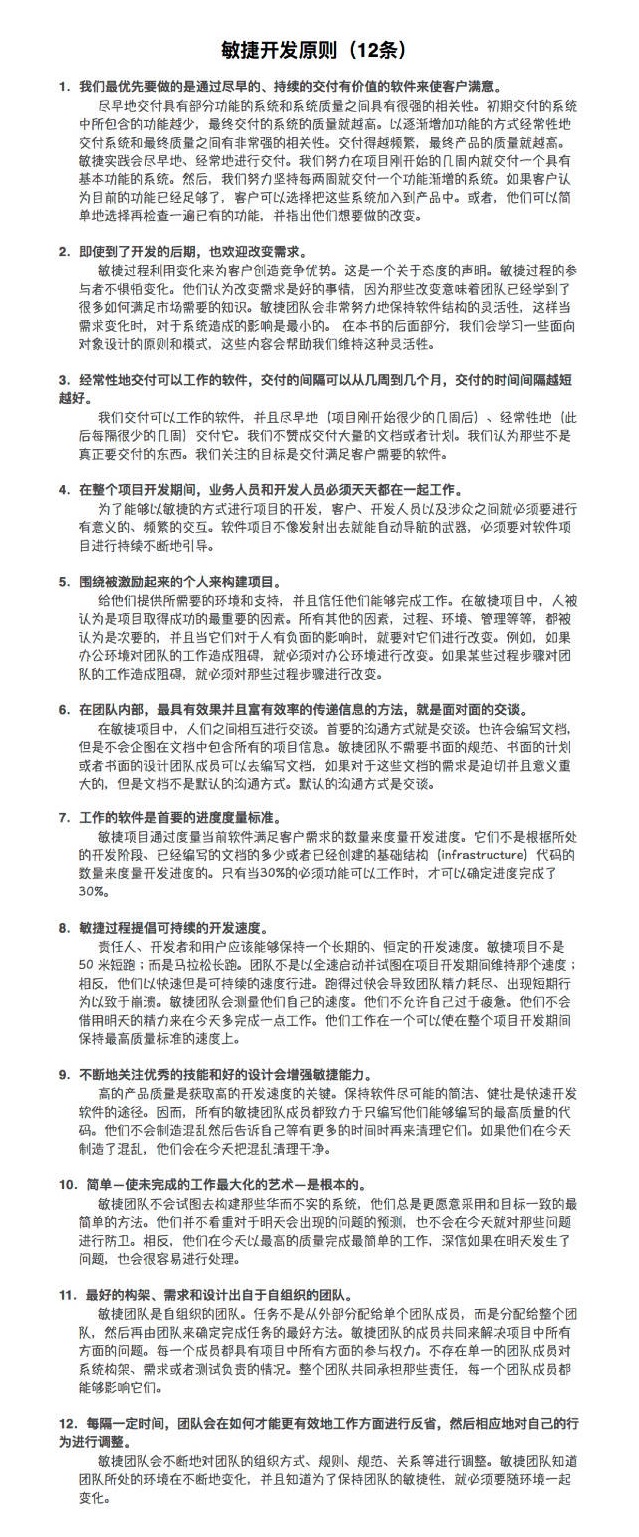 敏捷开发原则（12条）
1. 我们最优先要做的是通过尽早的、持续的交付有价值的软件来使客户满意。
尽早地交付具有部分功能的系统和系统质量之间具有很强的相关性。初期交付的系统
中所包含的功能越少，最终交付的系统的质量就越高。以逐渐增加功能的方式经常性地
交付系统和最终质量之间有非常强的相关性。交付得越频繁，最终产品的质量就越高。
敏捷实践会尽早地、经常地进行交付。我们努力在项目刚开始的几周内就交付一个具有
基本功能的系统。然后，我们努力坚持每两周就交付一个功能渐增的系统。如果客户认
为目前的功能已经足够了，客户可以选择把这些系统加入到产品中。或者，他们可以简
单地选择再检查一遍已有的功能，并指出他们想要做的改变。
2. 即使到了开发的后期，也欢迎改变需求。
敏捷过程利用变化来为客户创造竞争优势。这是一个关于态度的声明。敏捷过程的参
与者不惧怕变化。他们认为改变需求是好的事情，因为那些改变意味着团队已经学到了
很多如何满足市场需要的知识。敏捷团队会非常努力地保持软件结构的灵活性，这样当
需求变化时，对于系统造成的影响是最小的。 在本书的后面部分，我们会学习一些面向
对象设计的原则和模式，这些内容会帮助我们维持这种灵活性。
3. 经常性地交付可以工作的软件，交付的间隔可以从几周到几个月，交付的时间间隔越短
越好。
我们交付可以工作的软件，并且尽早地（项目刚开始很少的几周后）、经常性地（此
后每隔很少的几周）交付它。我们不赞成交付大量的文档或者计划。我们认为那些不是
真正要交付的东西。我们关注的目标是交付满足客户需要的软件。
4. 在整个项目开发期间，业务人员和开发人员必须天天都在一起工作。
为了能够以敏捷的方式进行项目的开发，客户、开发人员以及涉众之间就必须要进行
有意义的、频繁的交互。软件项目不像发射出去就能自动导航的武器，必须要对软件项
目进行持续不断地引导。
5. 围绕被激励起来的个人来构建项目。
给他们提供所需要的环境和支持，并且信任他们能够完成工作。在敏捷项目中，人被
认为是项目取得成功的最重要的因素。所有其他的因素，过程、环境、管理等等，都被
认为是次要的，并且当它们对于人有负面的影响时，就要对它们进行改变。例如，如果
办公环境对团队的工作造成阻碍，就必须对办公环境进行改变。如果某些过程步骤对团
队的工作造成阻碍，就必须对那些过程步骤进行改变。
6. 在团队内部，最具有效果并且富有效率的传递信息的方法，就是面对面的交谈。
在敏捷项目中，人们之间相互进行交谈。首要的沟通方式就是交谈。也许会编写文档，
但是不会企图在文档中包含所有的项目信息。敏捷团队不需要书面的规范、书面的计划
或者书面的设计团队成员可以去编写文档，如果对于这些文档的需求是迫切并且意义重
大的，但是文档不是默认的沟通方式。默认的沟通方式是交谈。
7. 工作的软件是首要的进度度量标准。
敏捷项目通过度量当前软件满足客户需求的数量来度量开发进度。它们不是根据所处
的开发阶段、已经编写的文档的多少或者已经创建的基础结构（infrastructure）代码的
数量来度量开发进度的。只有当30%的必须功能可以工作时，才可以确定进度完成了
30%。
8. 敏捷过程提倡可持续的开发速度。
责任人、开发者和用户应该能够保持一个长期的、恒定的开发速度。敏捷项目不是
50 米短跑；而是马拉松长跑。团队不是以全速启动并试图在项目开发期间维持那个速度；
相反，他们以快速但是可持续的速度行进。跑得过快会导致团队精力耗尽、出现短期行
为以致于崩溃。敏捷团队会测量他们自己的速度。他们不允许自己过于疲惫。他们不会
借用明天的精力来在今天多完成一点工作。他们工作在一个可以使在整个项目开发期间
保持最高质量标准的速度上。
9. 不断地关注优秀的技能和好的设计会增强敏捷能力。
高的产品质量是获取高的开发速度的关键。保持软件尽可能的简洁、健壮是快速开发
软件的途径。因而，所有的敏捷团队成员都致力于只编写他们能够编写的最高质量的代
码。他们不会制造混乱然后告诉自己等有更多的时间时再来清理它们。如果他们在今天
制造了混乱，他们会在今天把混乱清理干净。
10. 简单—使未完成的工作最大化的艺术—是根本的。
敏捷团队不会试图去构建那些华而不实的系统，他们总是更愿意采用和目标一致的最
简单的方法。他们并不看重对于明天会出现的问题的预测，也不会在今天就对那些问题
进行防卫。相反，他们在今天以最高的质量完成最简单的工作，深信如果在明天发生了
问题，也会很容易进行处理。
11. 最好的构架、需求和设计出自于自组织的团队。
敏捷团队是自组织的团队。任务不是从外部分配给单个团队成员，而是分配给整个团
队，然后再由团队来确定完成任务的最好方法。敏捷团队的成员共同来解决项目中所有
方面的问题。每一个成员都具有项目中所有方面的参与权力。不存在单一的团队成员对
系统构架、需求或者测试负责的情况。整个团队共同承担那些责任，每一个团队成员都
能够影响它们。
12. 每隔一定时间，团队会在如何才能更有效地工作方面进行反省，然后相应地对自己的行
为进行调整。
敏捷团队会不断地对团队的组织方式、规则、规范、关系等进行调整。敏捷团队知道
团队所处的环境在不断地变化，并且知道为了保持团队的敏捷性，就必须要随环境一起
变化。